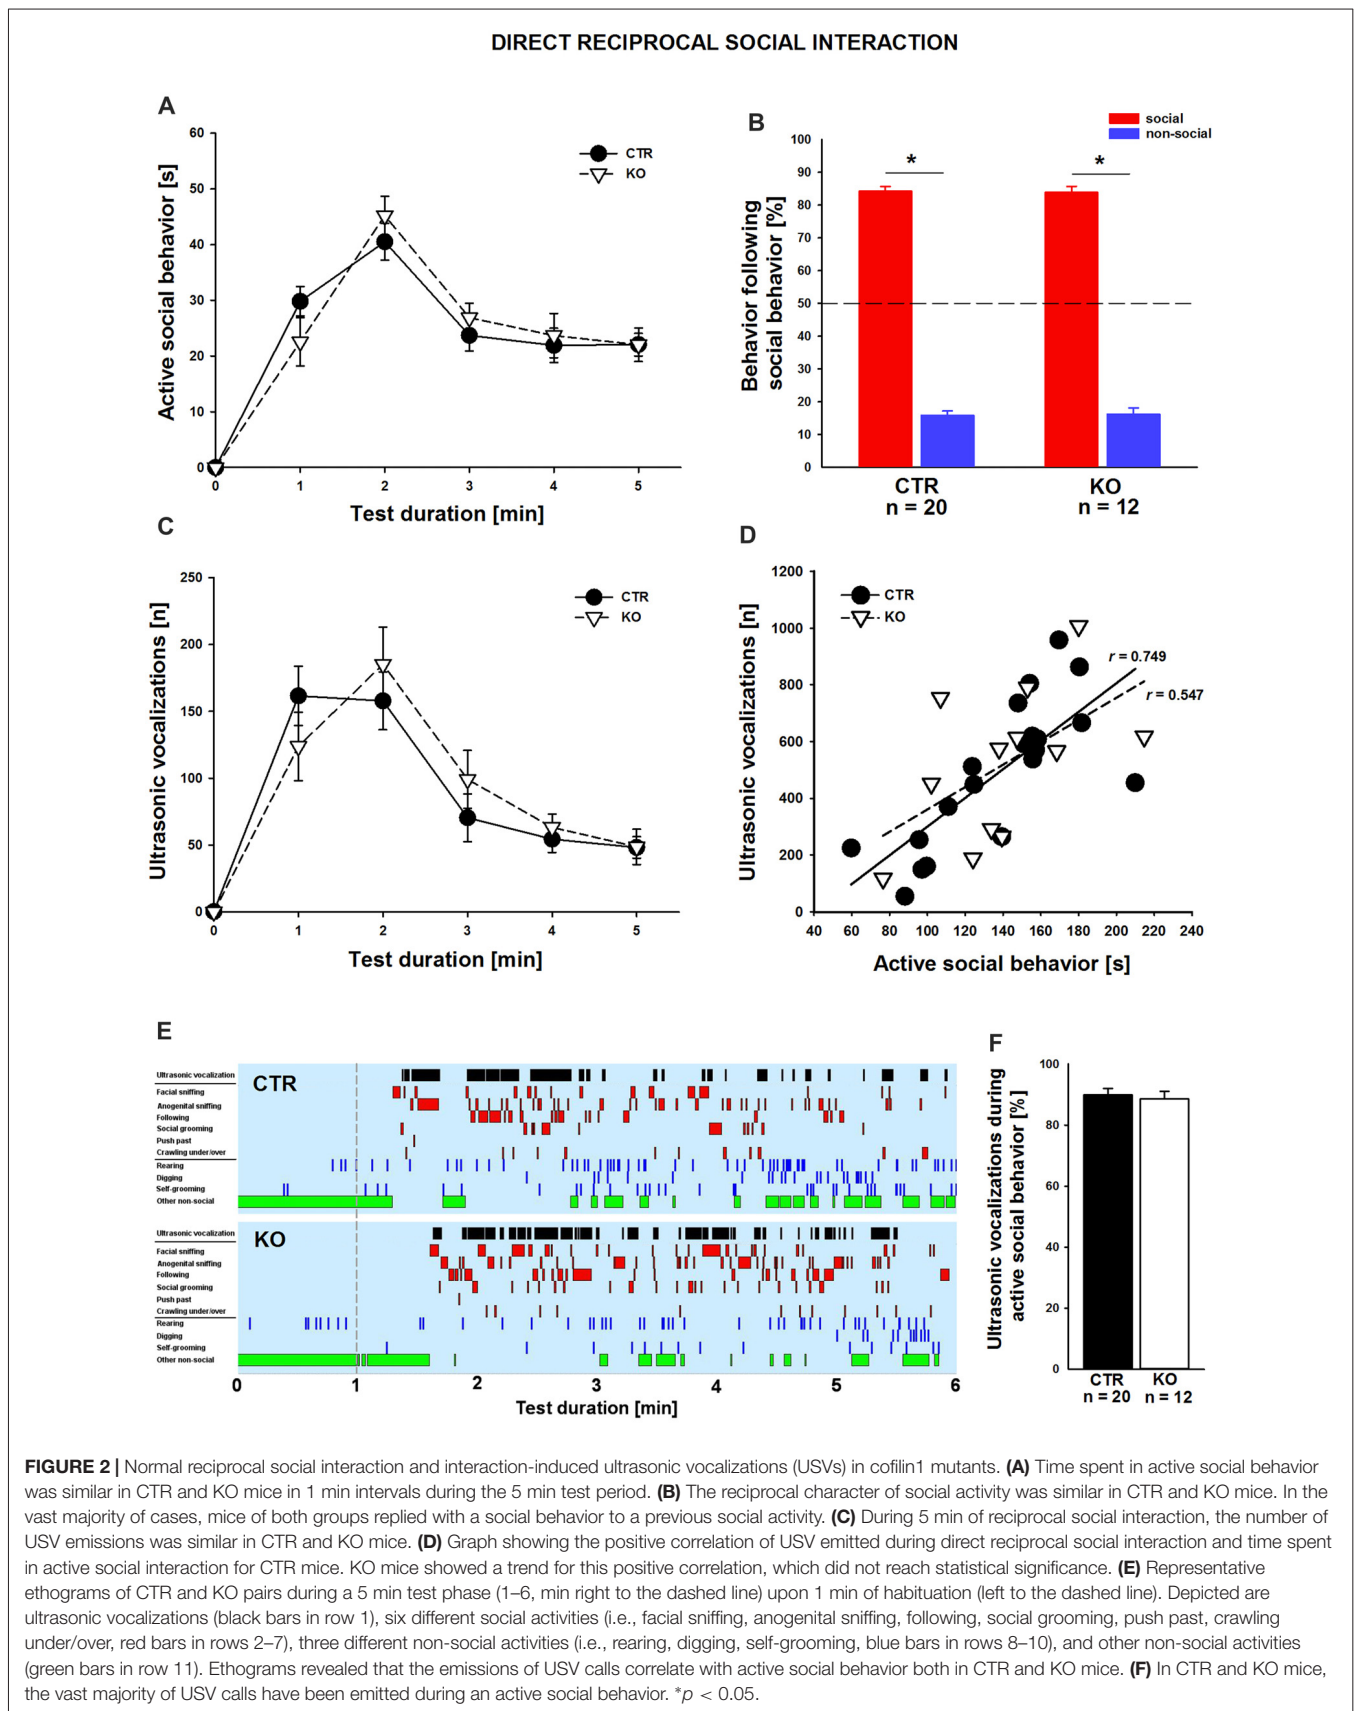 DIRECT RECIPROCAL SOCIAL INTERACTION
A
60
50
40
30
20
10
0
Active social behavior [s]
CTR
KO
0 1 2 3 4 5
Test duration [min]
B
social
non-social
100
90
80
70
60
50
40
30
20
10
0
Behavior following
social behavior [%]
*
*
CTR
n = 20
KO
n = 12
C
250
200
150
100
50
0
Ultrasonic vocalizations [n]
CTR
KO
0 1 2 3 4 5
Test duration [min]
D
1200
1000
800
600
400
200
0
Ultrasonic vocalizations [n]
CTR
KO
r = 0.749
r = 0.547
40 60 80 100 120 140 160 180 200 220 240
Active social behavior [s]
E
CTR
Ultrasonic vocalization
Facial sniffing
Anogenital sniffing
Following
Social grooming
Push past
Crawling under/over
Rearing
Digging
Self-grooming
Other non-social
KO
Ultrasonic vocalization
Facial sniffing
Anogenital sniffing
Following
Social grooming
Push past
Crawling under/over
Rearing
Digging
Self-grooming
Other non-social
0 1 2 3 4 5 6
Test duration [min]
F
100
80
60
40
20
0
Ultrasonic vocalizations during
active social behavior [%]
CTR
n = 20
KO
n = 12
FIGURE 2 | Normal reciprocal social interaction and interaction-induced ultrasonic vocalizations (USVs) in cofilin1 mutants. (A) Time spent in active social behavior
was similar in CTR and KO mice in 1 min intervals during the 5 min test period. (B) The reciprocal character of social activity was similar in CTR and KO mice. In the
vast majority of cases, mice of both groups replied with a social behavior to a previous social activity. (C) During 5 min of reciprocal social interaction, the number of
USV emissions was similar in CTR and KO mice. (D) Graph showing the positive correlation of USV emitted during direct reciprocal social interaction and time spent
in active social interaction for CTR mice. KO mice showed a trend for this positive correlation, which did not reach statistical significance. (E) Representative
ethograms of CTR and KO pairs during a 5 min test phase (1–6, min right to the dashed line) upon 1 min of habituation (left to the dashed line). Depicted are
ultrasonic vocalizations (black bars in row 1), six different social activities (i.e., facial sniffing, anogenital sniffing, following, social grooming, push past, crawling
under/over, red bars in rows 2–7), three different non-social activities (i.e., rearing, digging, self-grooming, blue bars in rows 8–10), and other non-social activities
(green bars in row 11). Ethograms revealed that the emissions of USV calls correlate with active social behavior both in CTR and KO mice. (F) In CTR and KO mice,
the vast majority of USV calls have been emitted during an active social behavior. *p < 0.05.